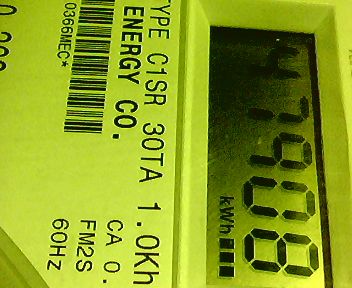 47908
kWh
TYPE C1SR 30TA 1.0Kh
ENERGY CO.
CA 0.
FM2S
60HZ
0366MEC*